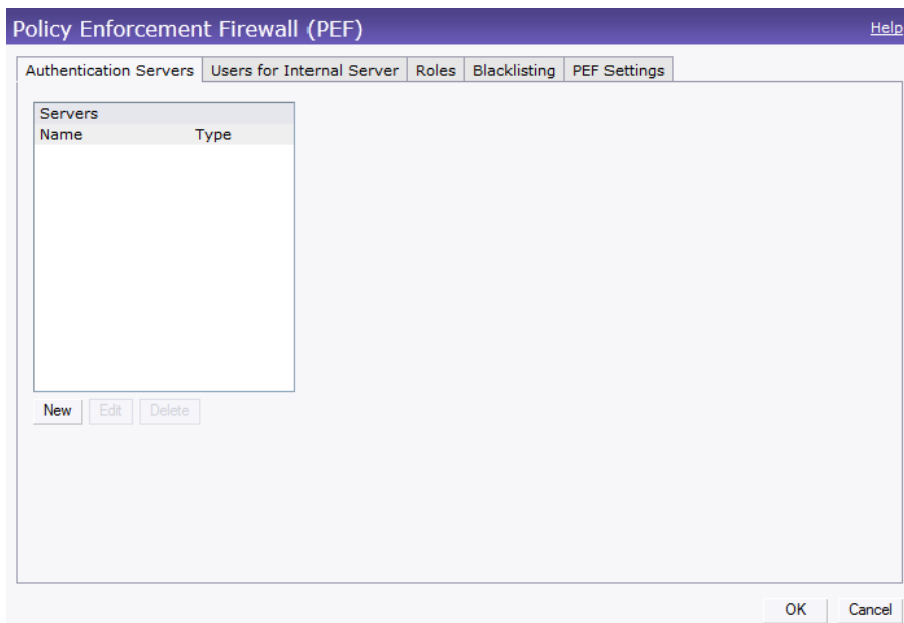 Policy Enforcement Firewall (PEF) Help
Authentication Servers Users for Internal Server Roles Blacklisting PEF Settings
Servers
Name Type
New Edit Delete
OK Cancel